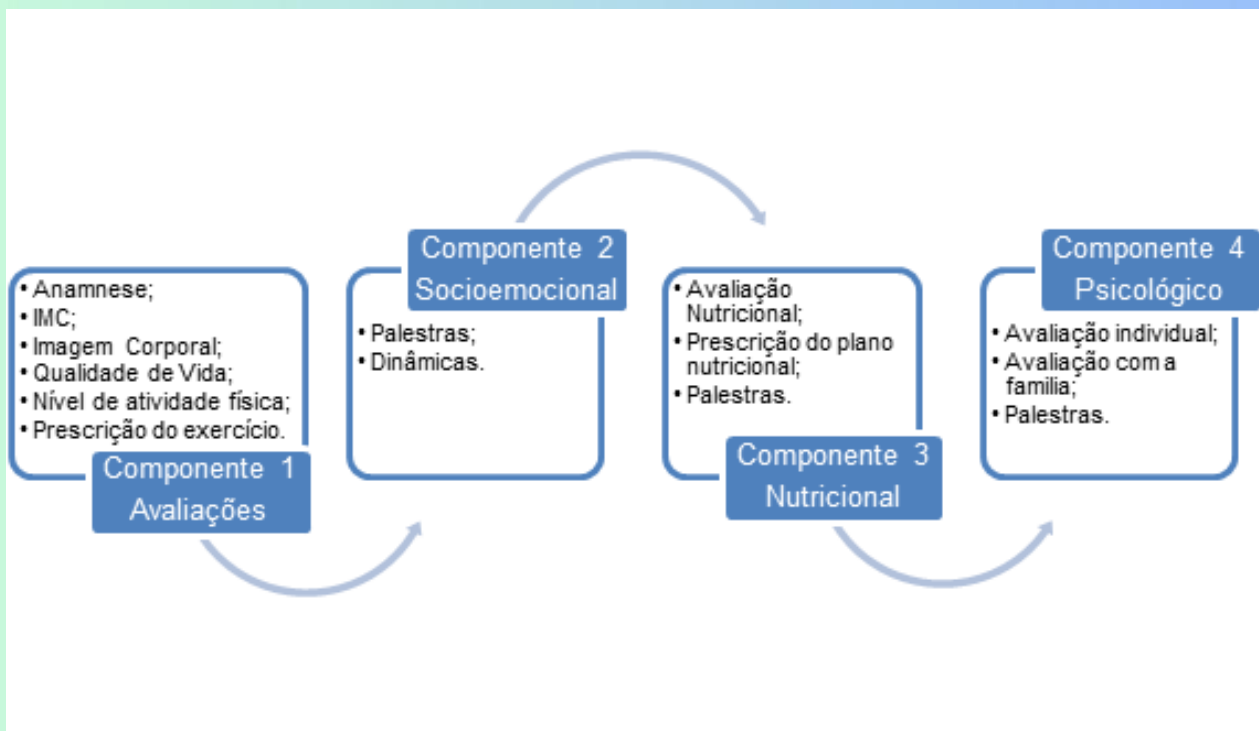 • Anamnese;
• IMC;
• Imagem Corporal;
• Qualidade de Vida;
• Nível de atividade física;
• Prescrição do exercício.
Componente 1
Avaliações
Componente 2
Socioemocional
• Palestras;
• Dinâmicas.
• Avaliação
Nutricional;
• Prescrição do plano
nutricional;
• Palestras.
Componente 3
Nutricional
Componente 4
Psicológico
• Avaliação individual;
• Avaliação com a
familia;
• Palestras.